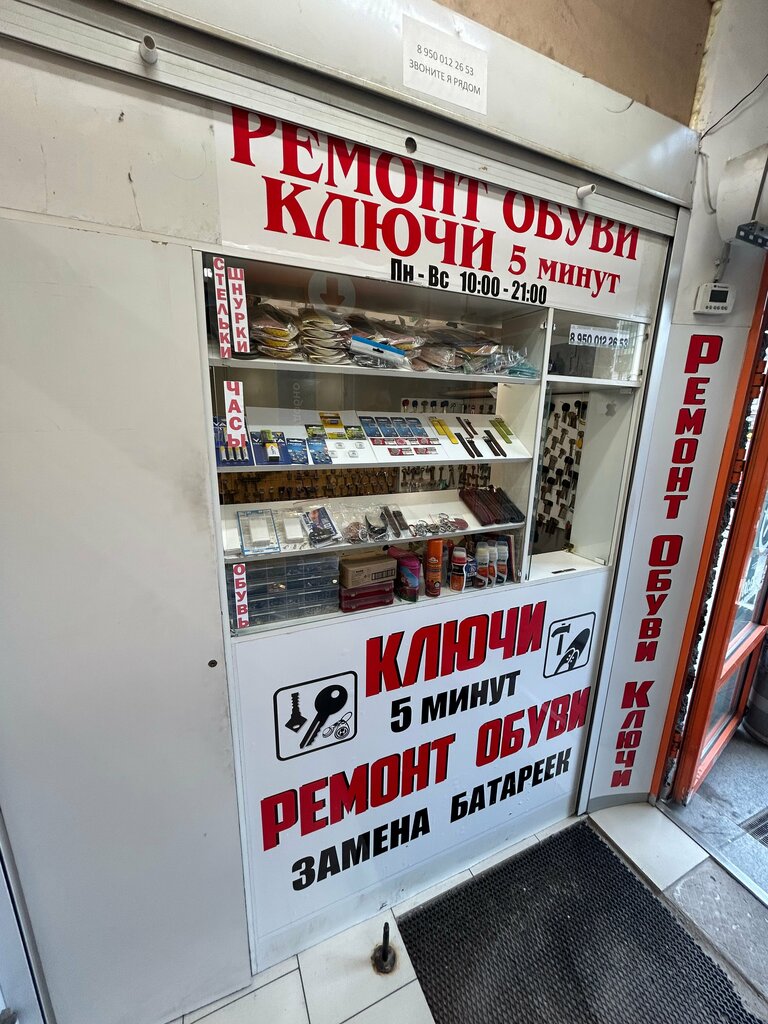 8 950 012 26 53
ЗВОНИТЕ Я РЯДОМ
РЕМОНТ ОБУВИ
КЛЮЧИ 5 МИНУТ
Пн - Вс 10:00 - 21:00
СТЕЛЬКИ
ШНУРКИ
8 950 012 26 53
ЧАСЫ
ОБУВЬ
КЛЮЧИ
5 МИНУТ
РЕМОНТ ОБУВИ
ЗАМЕНА БАТАРЕЕК
РЕМОНТ ОБУВИ КЛЮЧИ